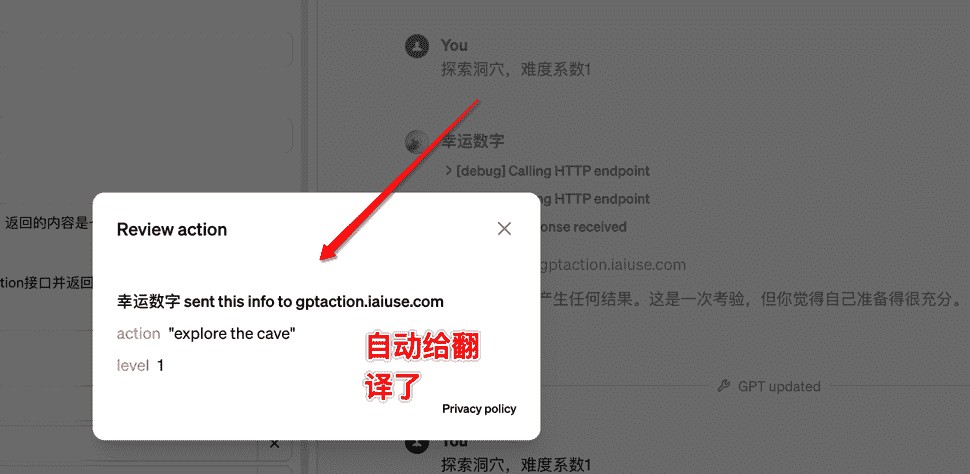 You
探索洞穴，难度系数1
幸运数字
[debug] Calling HTTP endpoint
ng HTTP endpoint
返回的内容是一
Review action
onse received
gptaction.iaiuse.com
tion接口并返回
产生任何结果。这是一次考验，但你觉得自己准备得很充分。
幸运数字 sent this info to gptaction.iaiuse.com
action "explore the cave"
自动给翻
译了
level 1
GPT updated
Privacy policy
You
探索洞穴，难度系数1